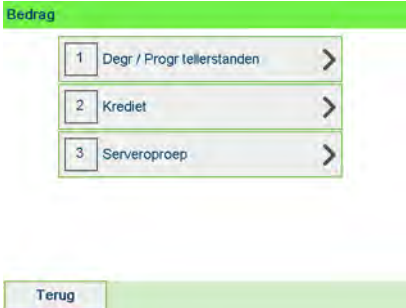 Bedrag
1 Degr / Progr tellerstanden
2 Krediet
3 Serveroproep
Terug